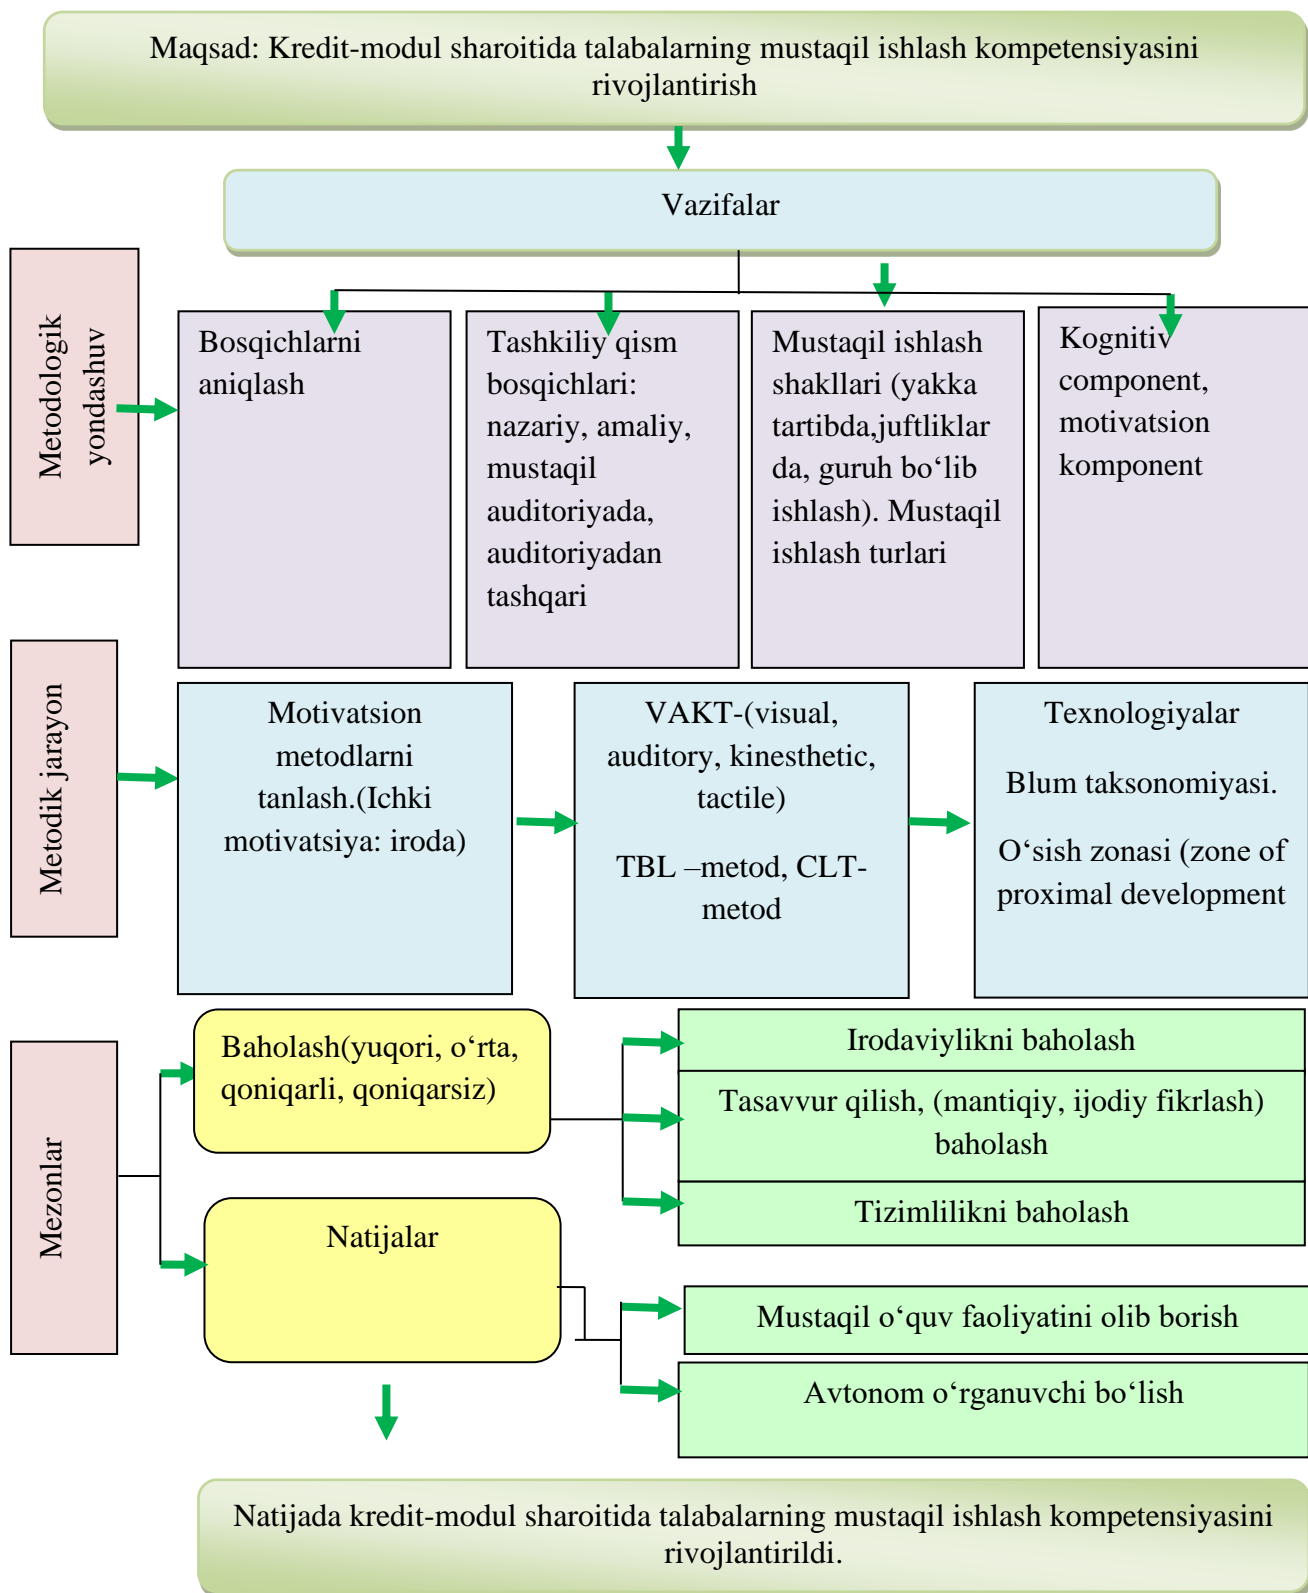 Maqsad: Kredit-modul sharoitida talabalarning mustaqil ishlash kompetensiyasini
rivojlantirish
Vazifalar
Metodologik
yondashuv
Bosqichlarni
aniqlash
Tashkiliy qism
bosqichlari:
nazariy, amaliy,
mustaqil
auditoriyada,
auditoriyadan
tashqari
Mustaqil ishlash
shakllari (yakka
tartibda,juftliklar
da, guruh bo‘lib
ishlash). Mustaqil
ishlash turlari
Kognitiv
component,
motivatsion
komponent
Metodik jarayon
Motivatsion
metodlarni
tanlash.(Ichki
motivatsiya: iroda)
VAKT-(visual,
auditory, kinesthetic,
tactile)
TBL –metod, CLT-
metod
Texnologiyalar
Blum taksonomiyasi.
O‘sish zonasi (zone of
proximal development
Mezonlar
Baholash(yuqori, o‘rta,
qoniqarli, qoniqarsiz)
Irodaviylikni baholash
Tasavvur qilish, (mantiqiy, ijodiy fikrlash)
baholash
Tizimlilikni baholash
Natijalar
Mustaqil o‘quv faoliyatini olib borish
Avtonom o‘rganuvchi bo‘lish
Natijada kredit-modul sharoitida talabalarning mustaqil ishlash kompetensiyasini
rivojlantirildi.